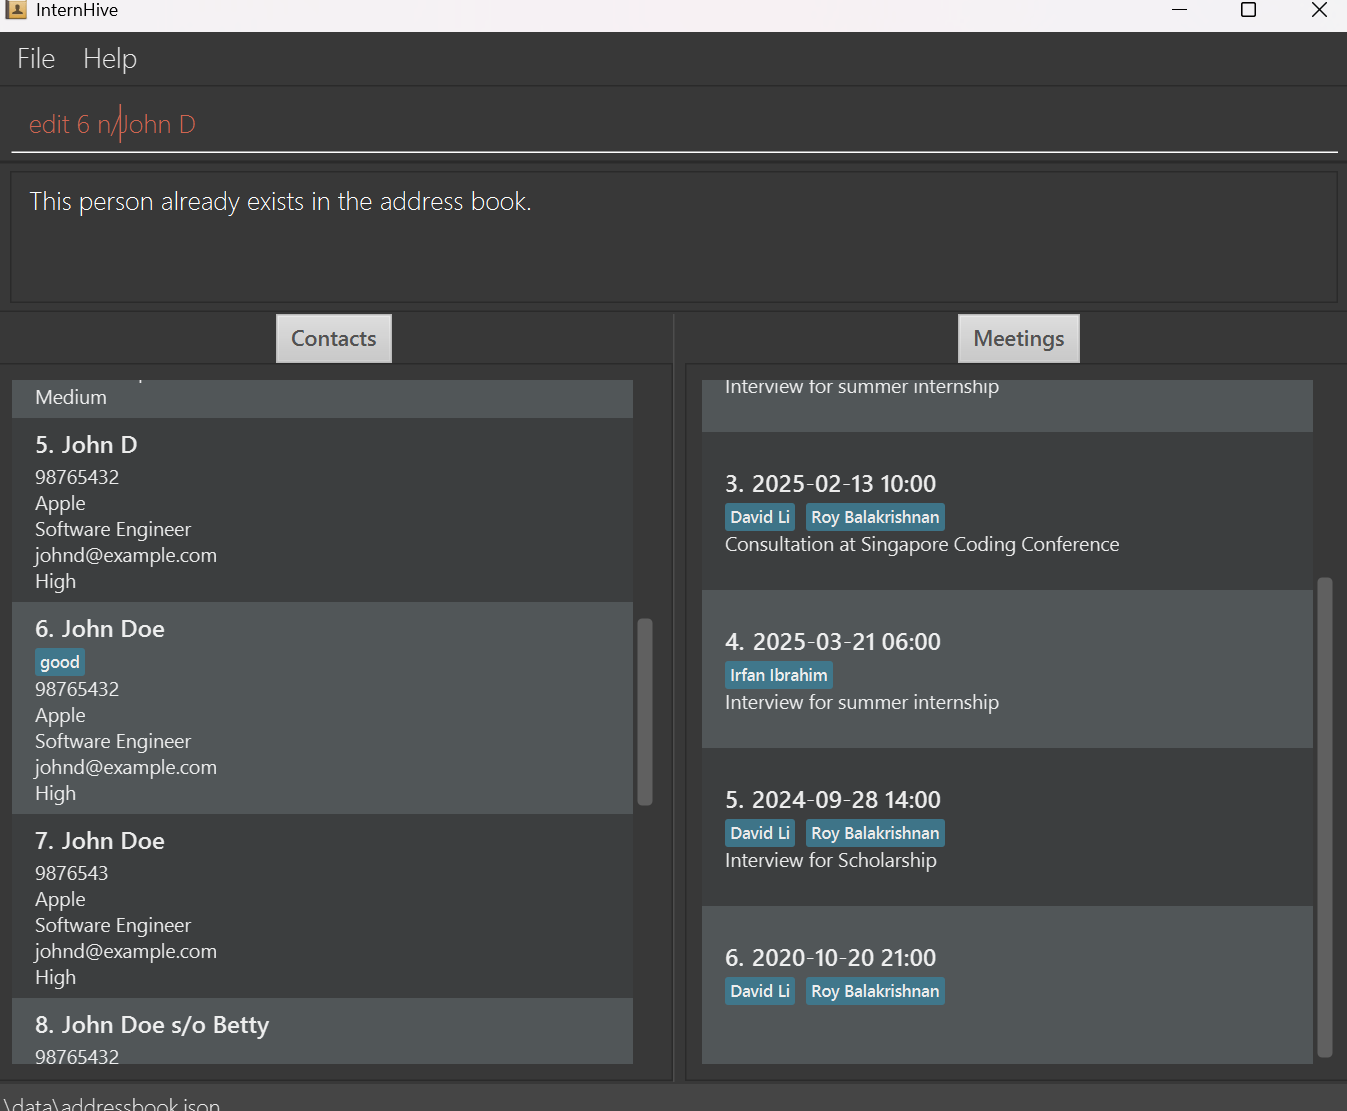 InternHive
File Help
edit 6 n/John D
This person already exists in the address book.
Contacts
Medium
5. John D
98765432
Apple
Software Engineer
johnd@example.com
High
6. John Doe
good
98765432
Apple
Software Engineer
johnd@example.com
High
7. John Doe
9876543
Apple
Software Engineer
johnd@example.com
High
8. John Doe s/o Betty
98765432
Meetings
Interview for summer internship
3. 2025-02-13 10:00
David Li Roy Balakrishnan
Consultation at Singapore Coding Conference
4. 2025-03-21 06:00
Irfan Ibrahim
Interview for summer internship
5. 2024-09-28 14:00
David Li Roy Balakrishnan
Interview for Scholarship
6. 2020-10-20 21:00
David Li Roy Balakrishnan
\data\addressbook.json